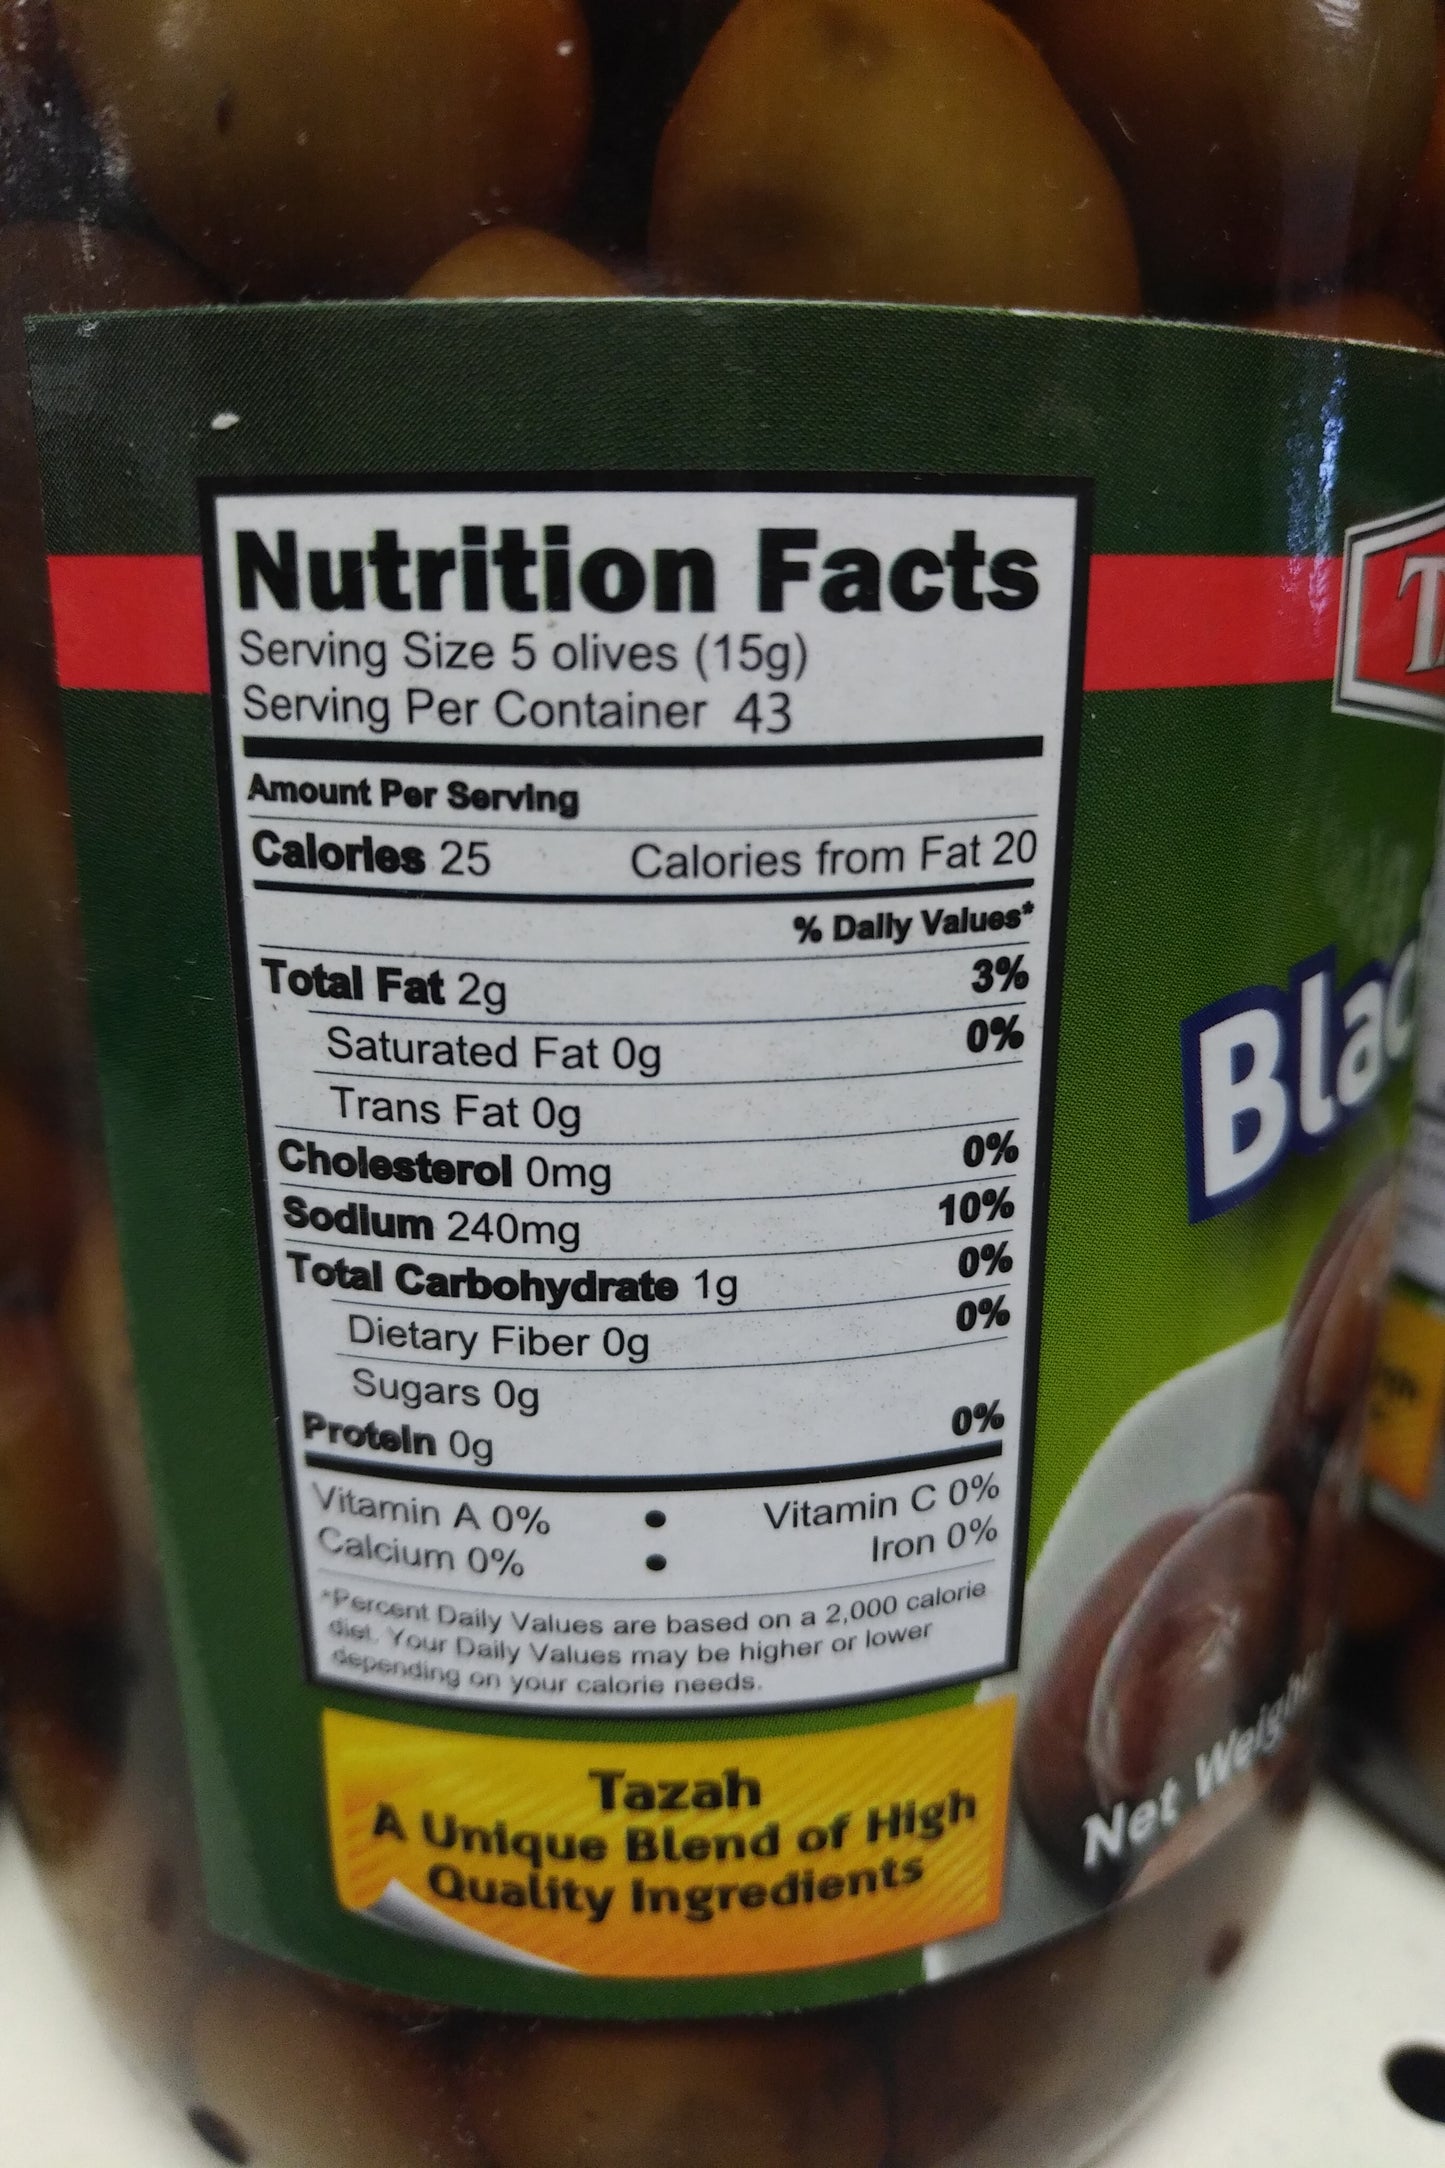 Nutrition Facts
Serving Size 5 olives (15g)
Serving Per Container 43
Amount Per Serving
Calories 25 Calories from Fat 20
% Daily Values*
Total Fat 2g 3%
Saturated Fat 0g 0%
Trans Fat 0g
Cholesterol 0mg 0%
Sodium 240mg 10%
Total Carbohydrate 1g 0%
Dietary Fiber 0g 0%
Sugars 0g
Protein 0g 0%
Vitamin A 0% • Vitamin C 0%
Calcium 0% • Iron 0%
*Percent Daily Values are based on a 2,000 calorie
diet. Your Daily Values may be higher or lower
depending on your calorie needs.
Tazah
A Unique Blend of High
Quality Ingredients
Blac
Net Weigh